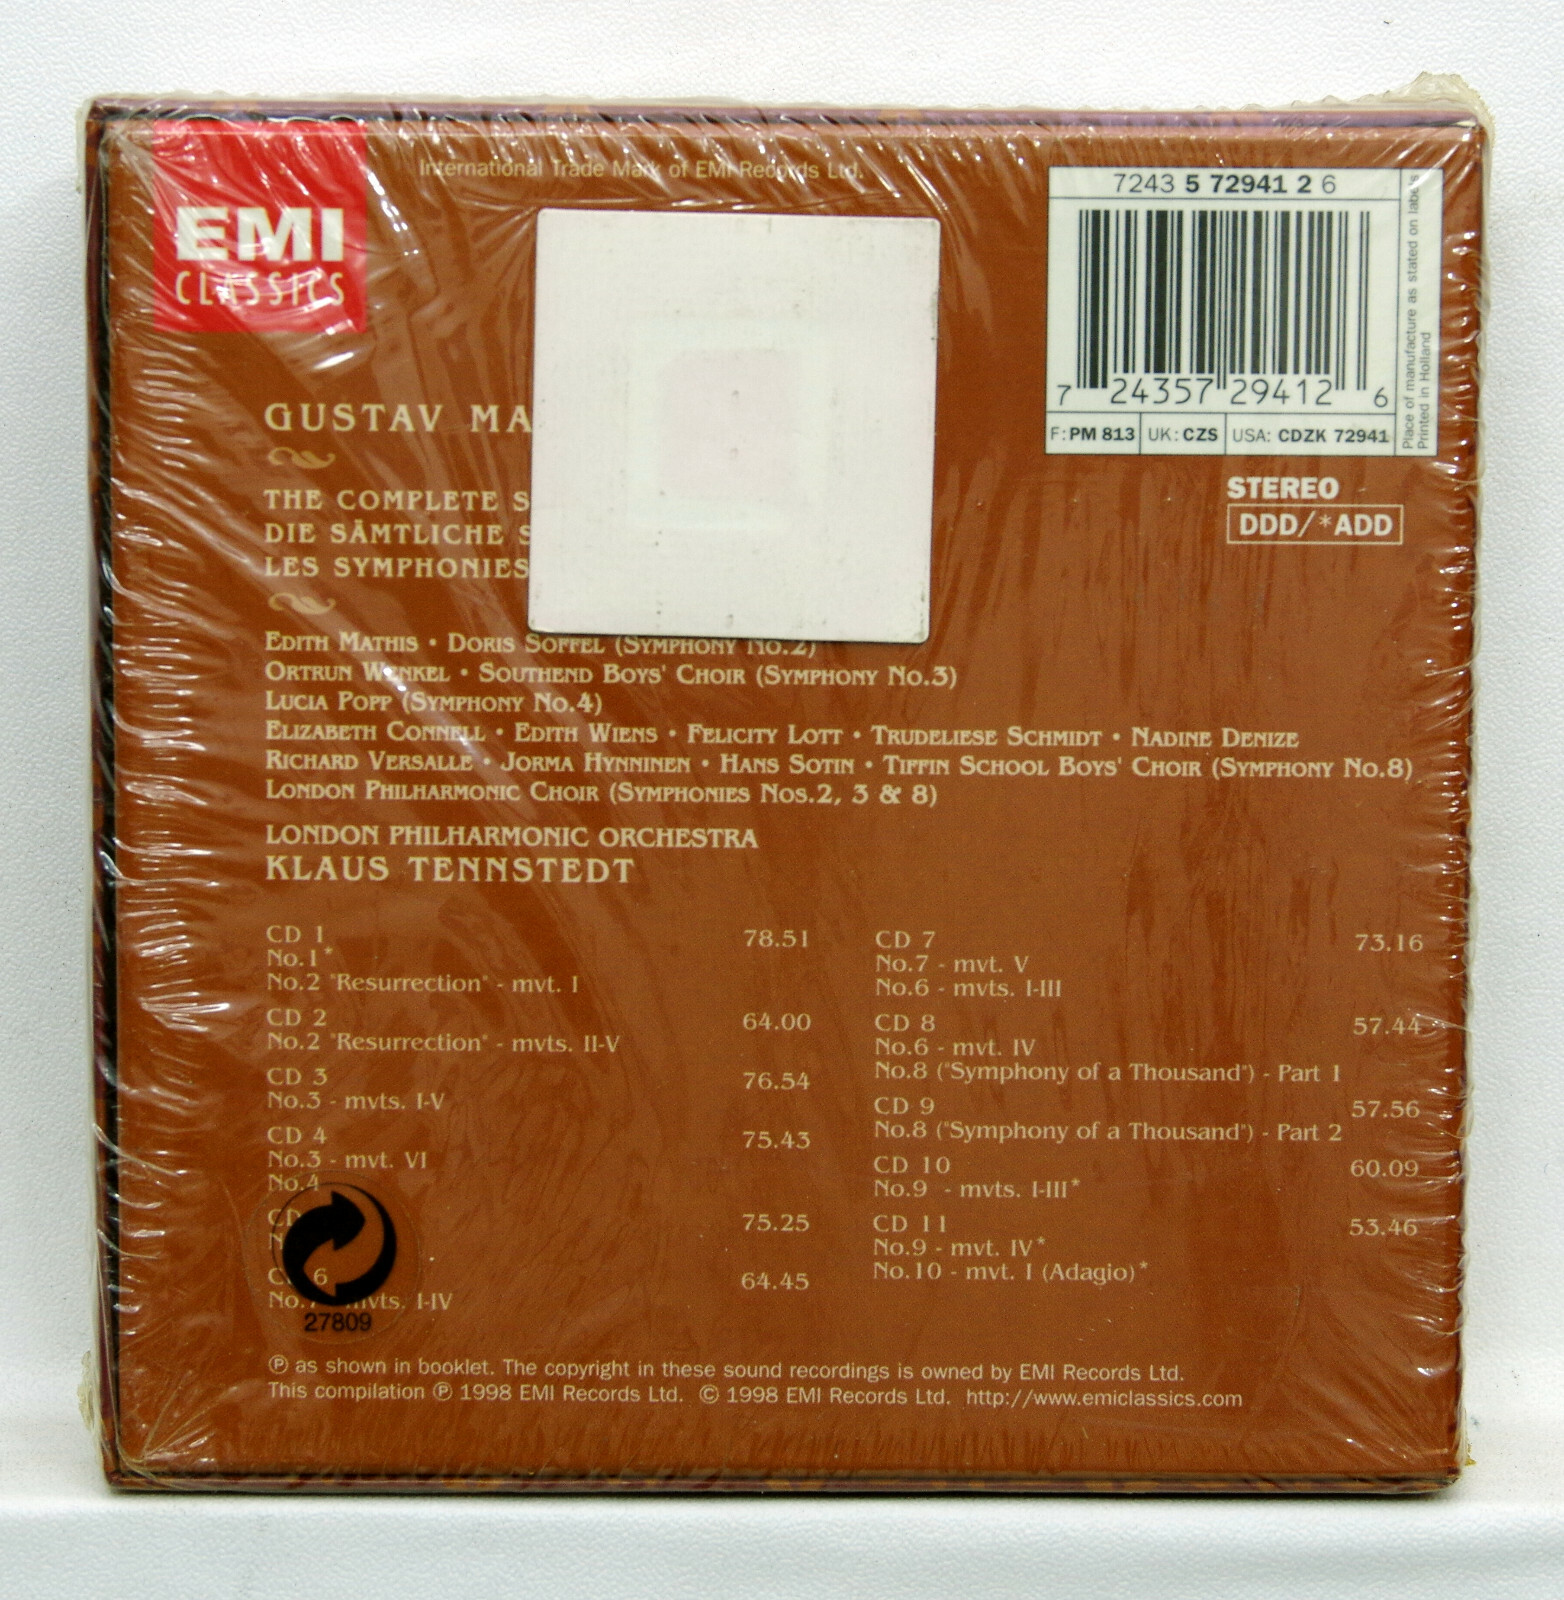 EMI
CLASSICS
International Trade Mark of EMI Records Ltd.
7243 5 72941 2 6
7 24357 29412 6
F: PM 813 UK: CZS USA: CDZK 72941
Place of manufacture as stated on labels
Printed in Holland
STEREO
DDD/*ADD
GUSTAV MA
THE COMPLETE S
DIE SÄMTLICHE S
LES SYMPHONIES
EDITH MATHIS • DORIS SOFFEL (SYMPHONY NO.2)
ORTRUN WENKEL • SOUTHEND BOYS' CHOIR (SYMPHONY NO.3)
LUCIA POPP (SYMPHONY NO.4)
ELIZABETH CONNELL • EDITH WIENS • FELICITY LOTT • TRUDELIESE SCHMIDT • NADINE DENIZE
RICHARD VERSALLE • JORMA HYNNINEN • HANS SOTIN • TIFFIN SCHOOL BOYS' CHOIR (SYMPHONY NO.8)
LONDON PHILHARMONIC CHOIR (SYMPHONIES NOS.2, 3 & 8)
LONDON PHILHARMONIC ORCHESTRA
KLAUS TENNSTEDT
CD 1 78.51
No.1*
No.2 "Resurrection" - mvt. I
CD 2 64.00
No.2 "Resurrection" - mvts. II-V
CD 3 76.54
No.3 - mvts. I-V
CD 4 75.43
No.3 - mvt. VI
No.4
CD 75.25
CD 6 64.45
No.7 - mvts. I-IV
27809
CD 7 73.16
No.7 - mvt. V
No.6 - mvts. I-III
CD 8 57.44
No.6 - mvt. IV
No.8 ("Symphony of a Thousand") - Part 1
CD 9 57.56
No.8 ("Symphony of a Thousand") - Part 2
CD 10 60.09
No.9 - mvts. I-III*
CD 11 53.46
No.9 - mvt. IV*
No.10 - mvt. I (Adagio)*
℗ as shown in booklet. The copyright in these sound recordings is owned by EMI Records Ltd.
This compilation ℗ 1998 EMI Records Ltd. © 1998 EMI Records Ltd. http://www.emiclassics.com